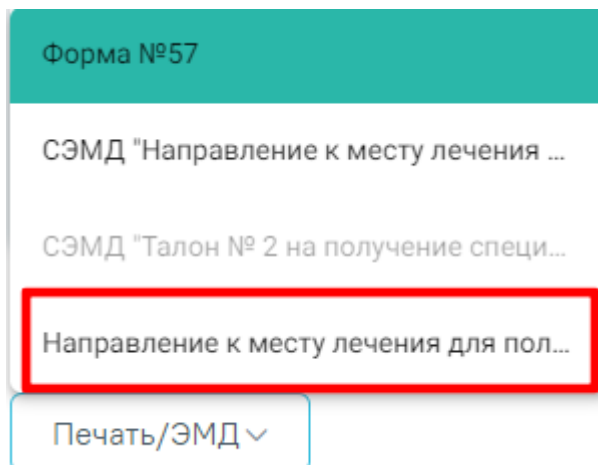 Форма №57
СЭМД "Направление к месту лечения ...
СЭМД "Талон № 2 на получение специ...
Направление к месту лечения для пол...
Печать/ЭМД